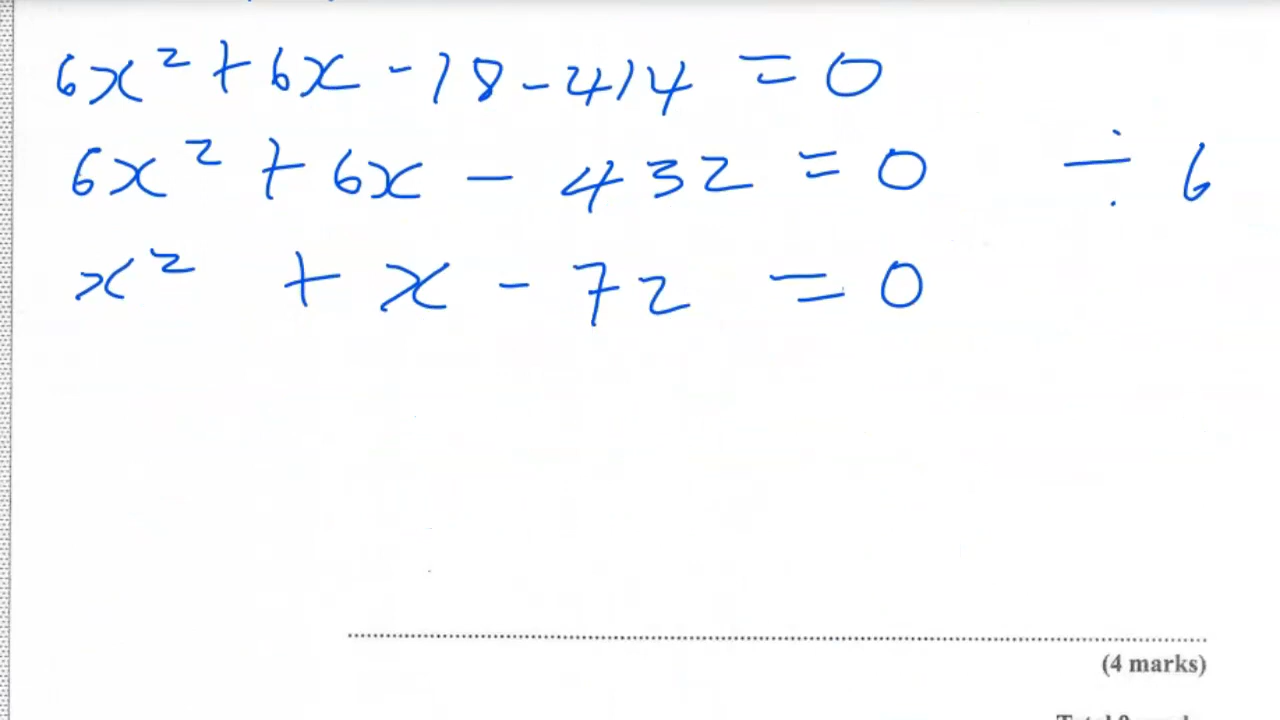 6x² + 6x - 18 - 414 = 0
6x² + 6x - 432 = 0 ÷ 6
x² + x - 72 = 0
(4 marks)